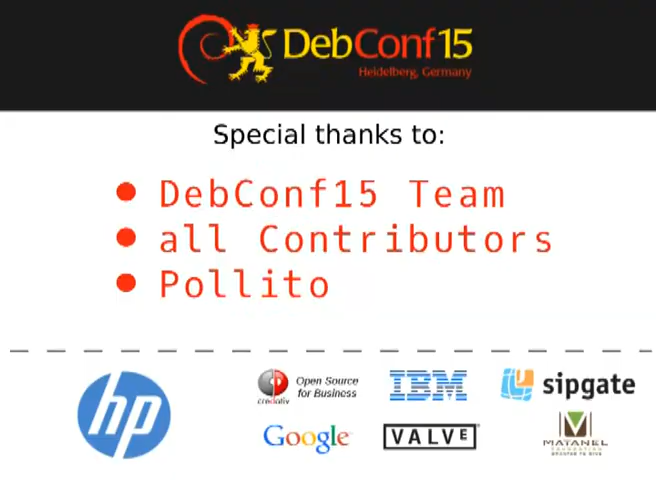 DebConf15
Heidelberg, Germany
Special thanks to:
● DebConf15 Team
● all Contributors
● Pollito
hp
credativ
Open Source
for Business
IBM
sipgate
Google
VALVE
MATANEL
FOUNDATION